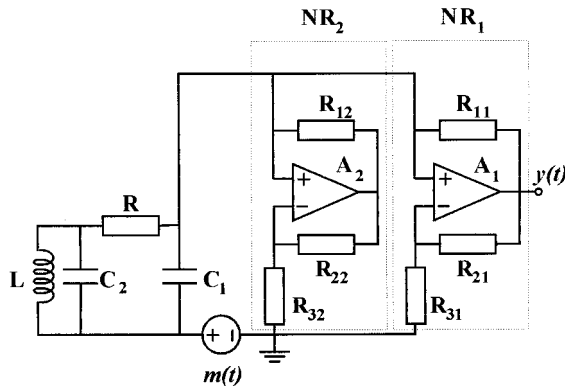 NR₂ NR₁
R₁₂ R₁₁
A₂ A₁
+ +
y(t)
− −
R
R₂₂ R₂₁
L C₂ C₁
R₃₂ R₃₁
+ −
m(t)